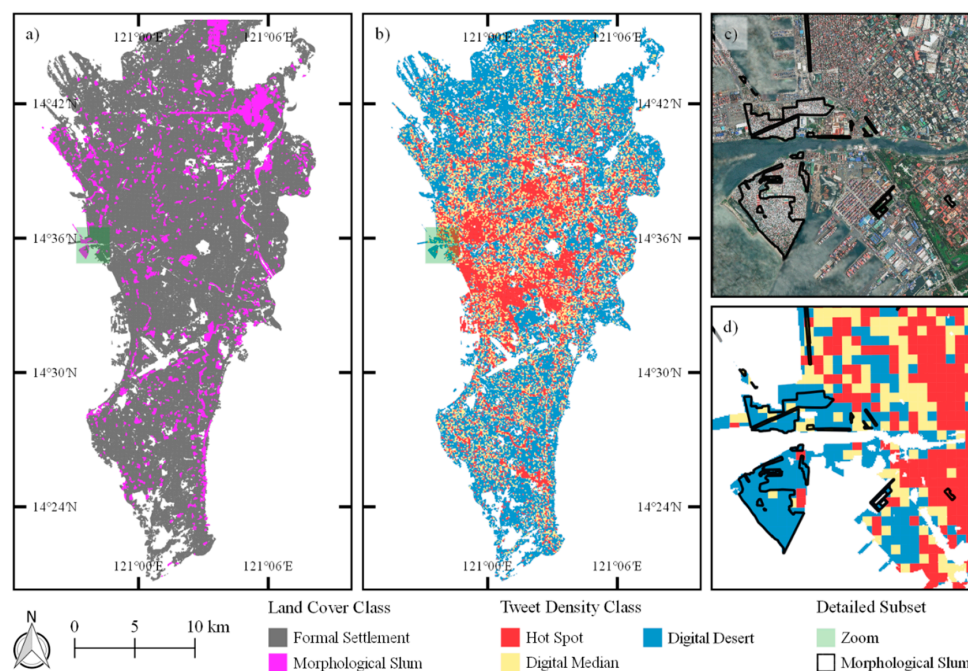 a)
121°00'E 121°06'E
14°42'N
14°36'N
14°30'N
14°24'N
121°00'E 121°06'E
b)
121°00'E 121°06'E
14°42'N
14°36'N
14°30'N
14°24'N
121°00'E 121°06'E
c)
d)
N
0 5 10 km
Land Cover Class
Formal Settlement
Morphological Slum
Tweet Density Class
Hot Spot
Digital Median
Digital Desert
Detailed Subset
Zoom
Morphological Slum